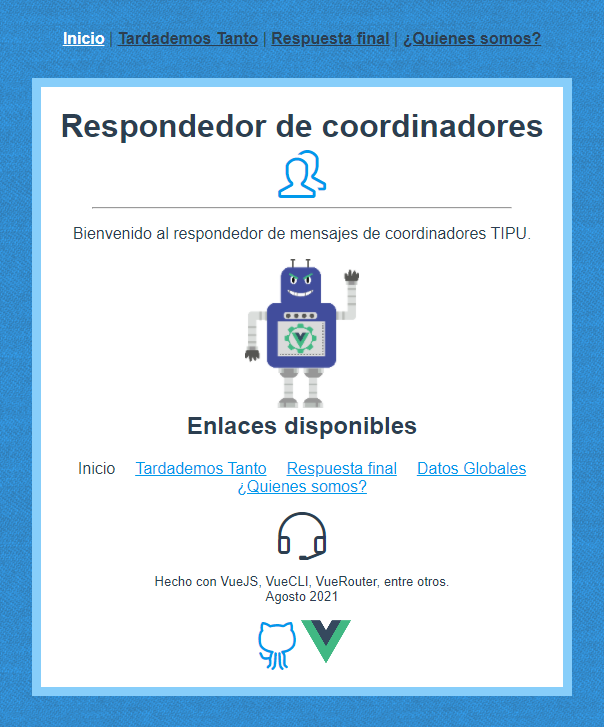 Inicio | Tardademos Tanto | Respuesta final | ¿Quienes somos?
Respondedor de coordinadores
Bienvenido al respondedor de mensajes de coordinadores TIPU.
Enlaces disponibles
Inicio Tardademos Tanto Respuesta final Datos Globales
¿Quienes somos?
Hecho con VueJS, VueCLI, VueRouter, entre otros.
Agosto 2021